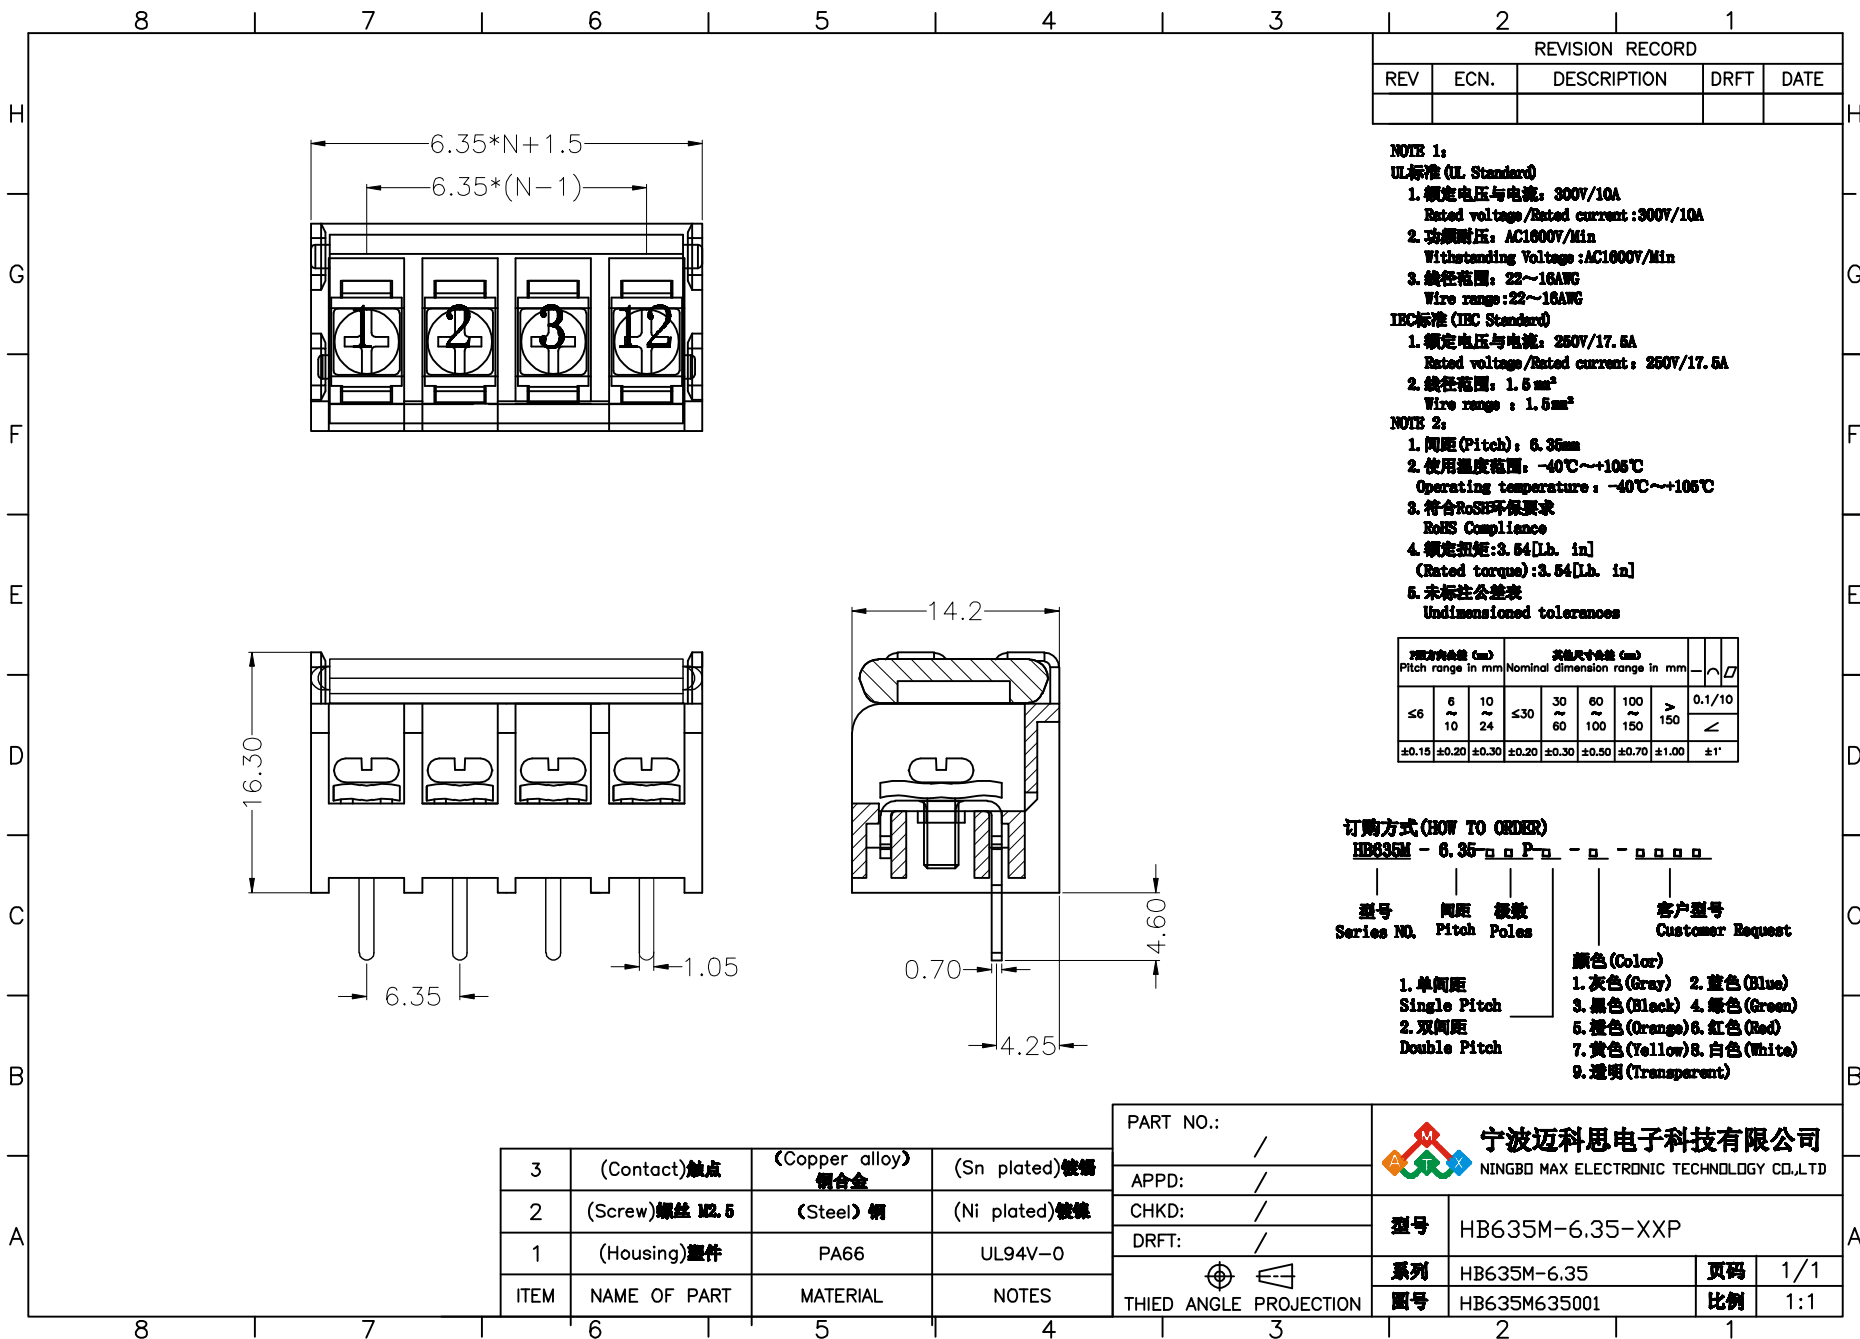 8 7 6 5 4 3 2 1
H
G
F
E
D
C
B
A
REVISION RECORD
REV ECN. DESCRIPTION DRFT DATE
6.35*N+1.5
6.35*(N-1)
1 2 3 12
NOTE 1:
UL标准(UL Standard)
1. 额定电压与电流: 300V/10A
Rated voltage/Rated current:300V/10A
2. 功频耐压: AC1600V/Min
Withstanding Voltage:AC1600V/Min
3. 线径范围: 22～16AWG
Wire range:22～16AWG
IEC标准(IEC Standard)
1. 额定电压与电流: 250V/17.5A
Rated voltage/Rated current: 250V/17.5A
2. 线径范围: 1.5mm²
Wire range : 1.5mm²
NOTE 2:
1. 间距(Pitch): 6.35mm
2. 使用温度范围: -40℃～+105℃
Operating temperature: -40℃～+105℃
3. 符合RoSH环保要求
RoHS Compliance
4. 额定扭矩:3.54[Lb. in]
(Rated torque):3.54[Lb. in]
5. 未标注公差表
Undimensioned tolerances
Pitch range in mm Nominal dimension range in mm
≤6 6~10 10~24 ≤30 30~60 60~100 100~150 >150 0.1/10
±0.15 ±0.20 ±0.30 ±0.20 ±0.30 ±0.50 ±0.70 ±1.00 ±1°
16.30
6.35
1.05
14.2
0.70
4.60
4.25
订购方式(HOW TO ORDER)
HB635M - 6.35-□□P-□ - □ - □□□□
型号 间距 极数 客户型号
Series NO. Pitch Poles Customer Request
1. 单间距
Single Pitch
2. 双间距
Double Pitch
颜色(Color)
1. 灰色(Gray) 2. 蓝色(Blue)
3. 黑色(Black) 4. 绿色(Green)
5. 橙色(Orange) 6. 红色(Red)
7. 黄色(Yellow) 8. 白色(White)
9. 透明(Transparent)
3 (Contact)触点 (Copper alloy)铜合金 (Sn plated)镀锡
2 (Screw)螺丝 M2.5 (Steel) 钢 (Ni plated)镀镍
1 (Housing)塑件 PA66 UL94V-0
ITEM NAME OF PART MATERIAL NOTES
PART NO.: /
APPD: /
CHKD: /
DRFT: /
THIED ANGLE PROJECTION
M
A T X
宁波迈科思电子科技有限公司
NINGBO MAX ELECTRONIC TECHNOLOGY CO.,LTD
型号 HB635M-6.35-XXP
系列 HB635M-6.35 页码 1/1
图号 HB635M635001 比例 1:1
8 7 6 5 4 3 2 1
H
G
F
E
D
C
B
A